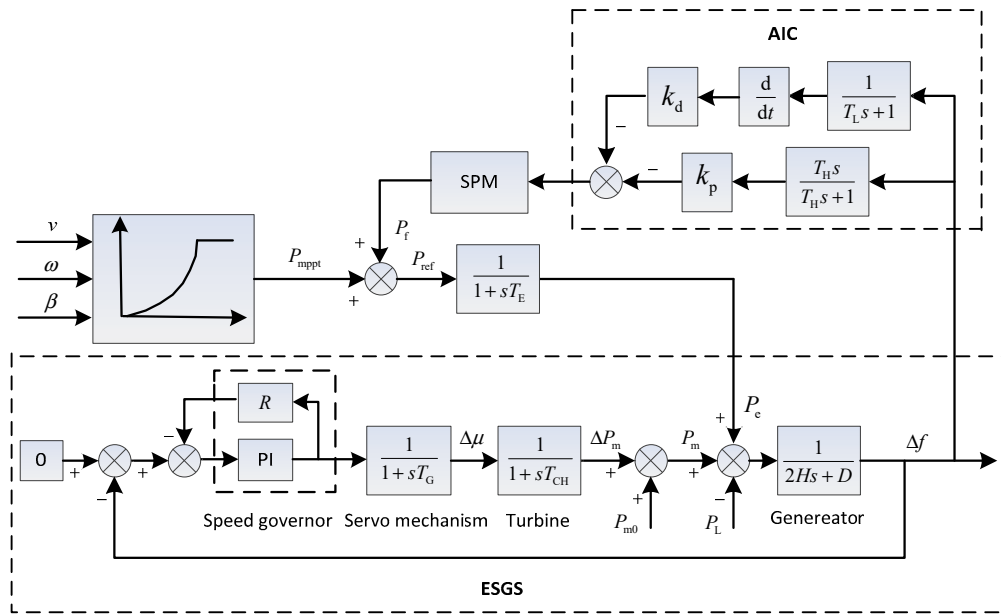 AIC
k_d
d
dt
1
T_L s+1
SPM
k_p
T_H s
T_H s+1
v
ω
β
P_mppt
+
+
P_f
P_ref
1
1+sT_E
−
−
R
0
+
−
+
−
PI
1
1+sT_G
Δμ
1
1+sT_CH
ΔP_m
+
+
P_m0
P_m
+
+
P_e
−
P_L
1
2Hs+D
Δf
Speed governor Servo mechanism Turbine Genereator
ESGS